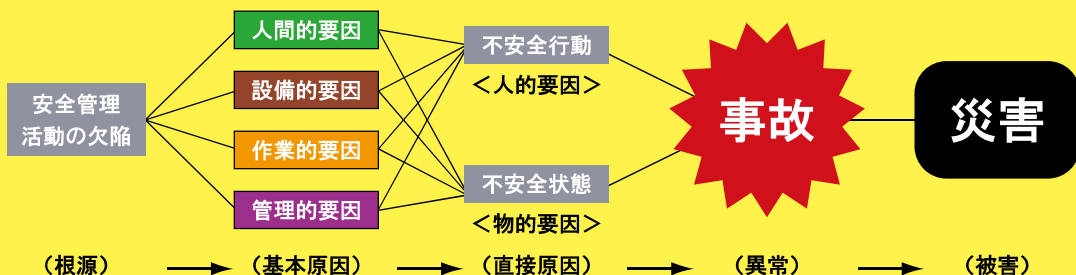 安全管理
活動の欠陥
人間的要因
設備的要因
作業的要因
管理的要因
不安全行動
＜人的要因＞
不安全状態
＜物的要因＞
事故
災害
（根源）
（基本原因）
（直接原因）
（異常）
（被害）